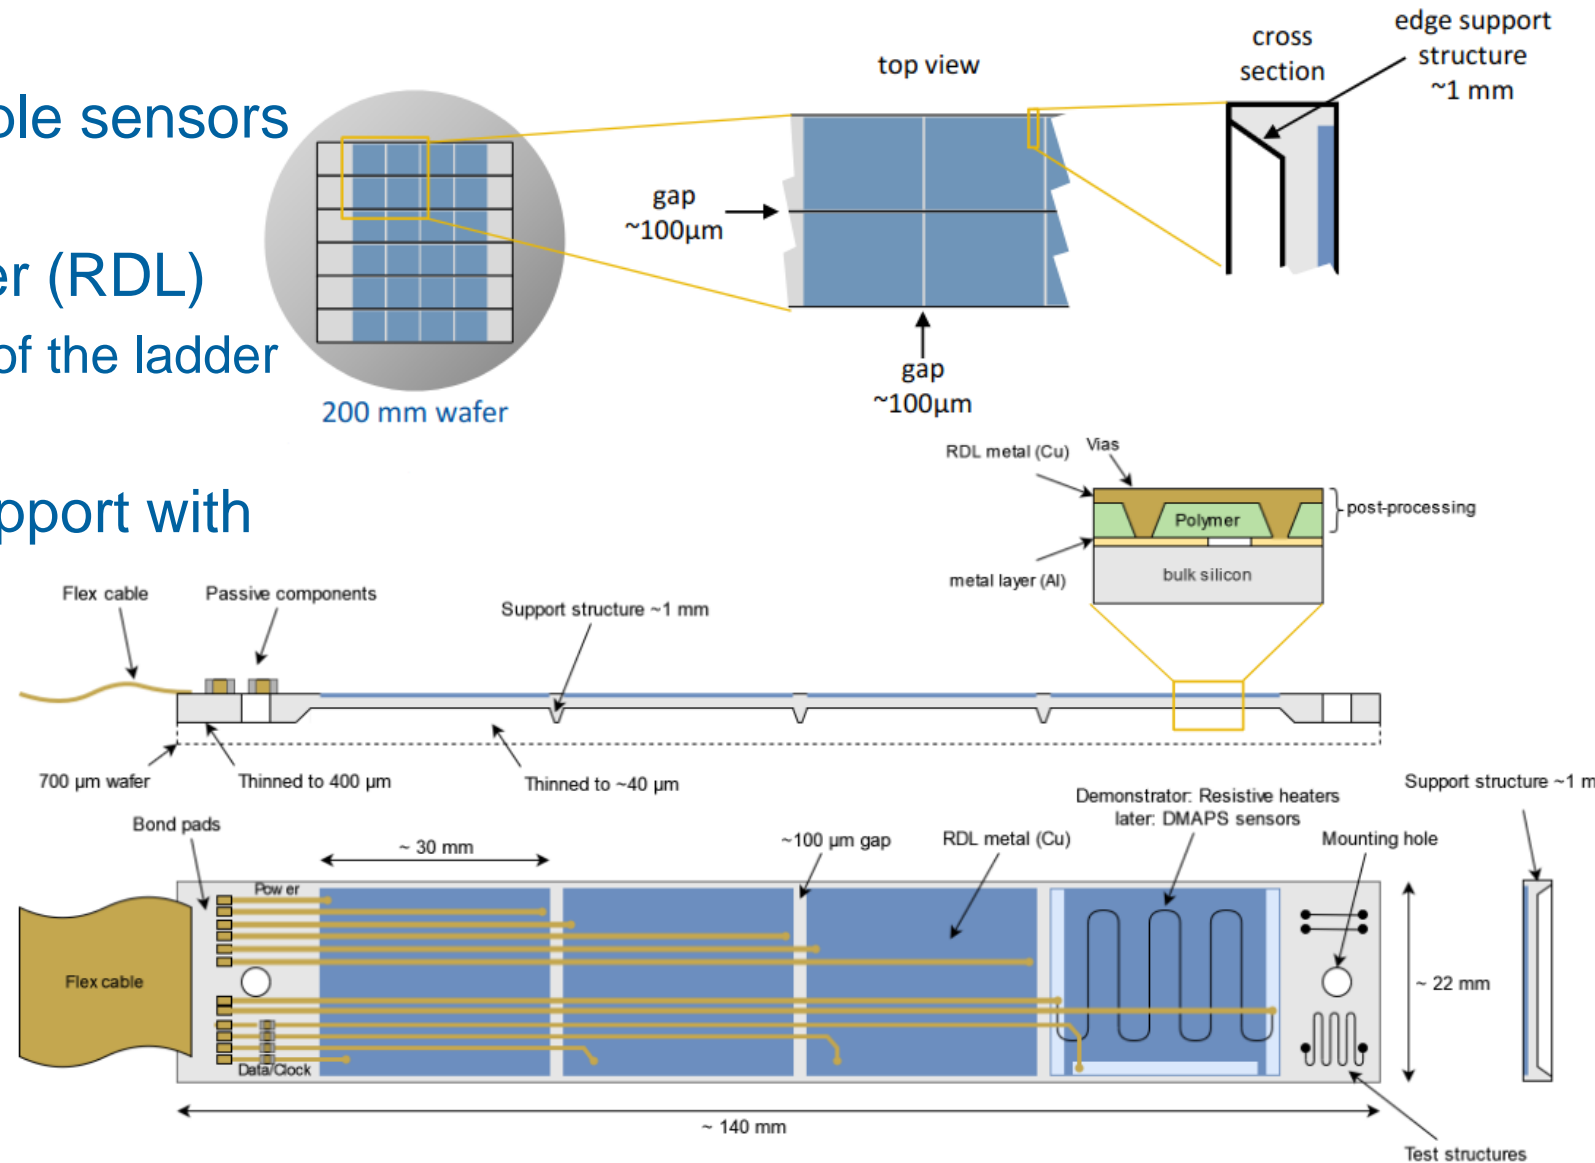 ole sensors
er (RDL)
of the ladder
pport with
200 mm wafer
top view
gap
~100µm
gap
~100µm
cross
section
edge support
structure
~1 mm
RDL metal (Cu)
Vias
Polymer
post-processing
metal layer (Al)
bulk silicon
Flex cable
Passive components
Support structure ~1 mm
700 µm wafer
Thinned to 400 µm
Thinned to ~40 µm
Bond pads
~ 30 mm
~100 µm gap
RDL metal (Cu)
Demonstrator: Resistive heaters
later: DMAPS sensors
Mounting hole
Support structure ~1 m
Power
Flex cable
Data/Clock
~ 22 mm
~ 140 mm
Test structures